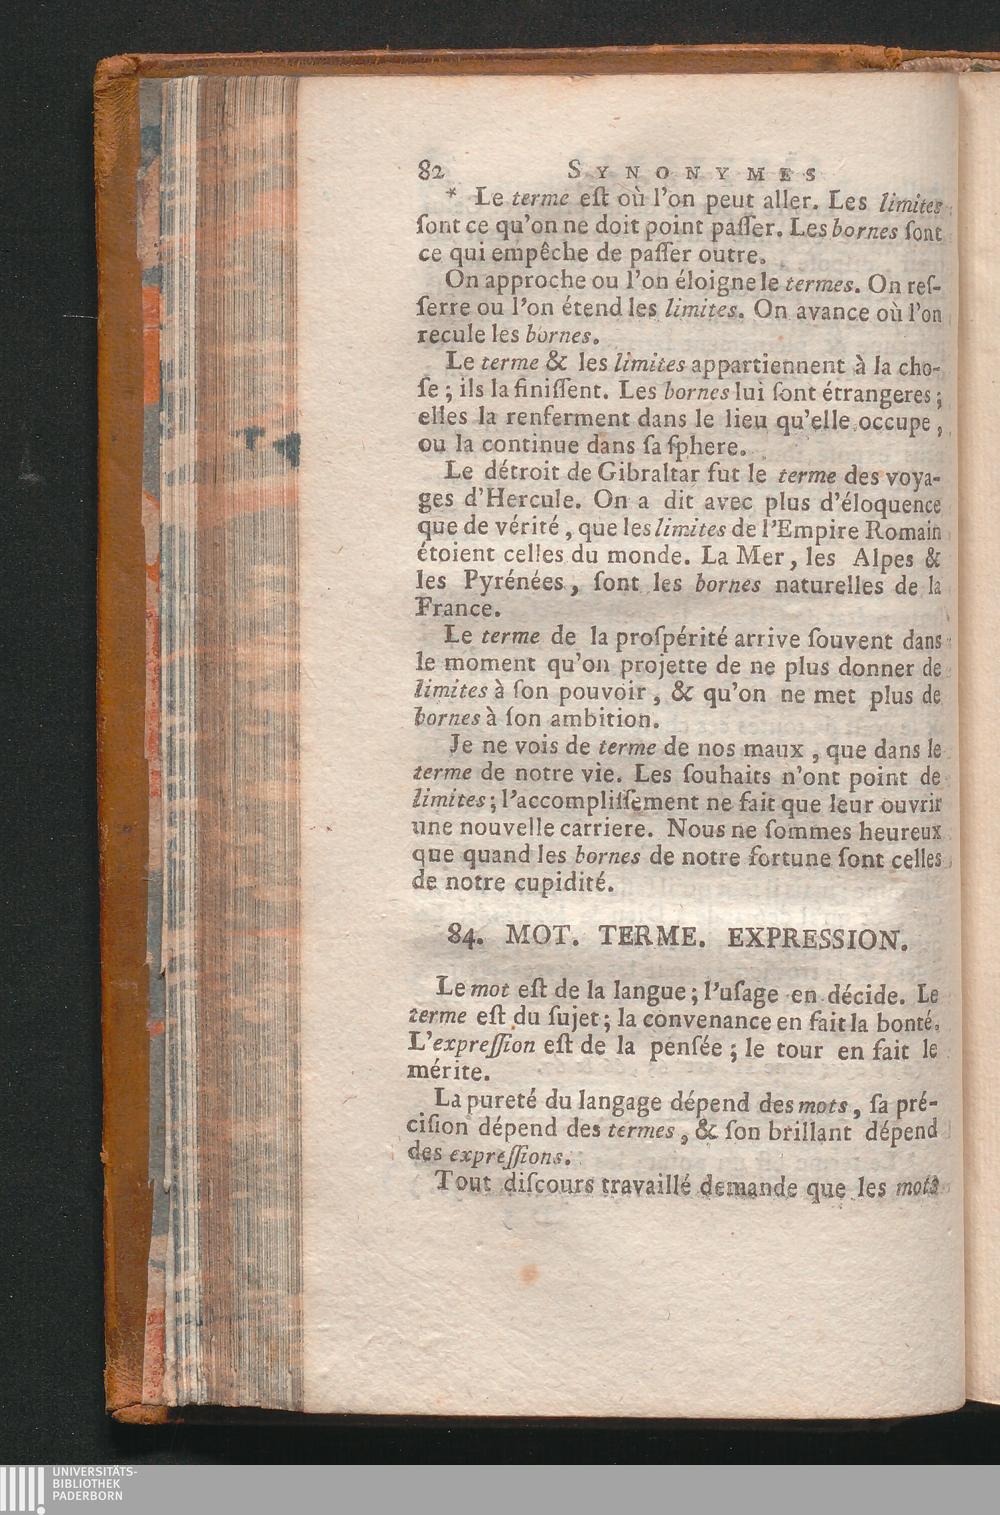 82 SYNONYMES
* Le terme eſt où l'on peut aller. Les limites
ſont ce qu'on ne doit point paſſer. Les bornes ſont
ce qui empêche de paſſer outre.
On approche ou l'on éloigne le termes. On reſ-
ſerre ou l'on étend les limites. On avance où l'on
recule les bornes.
Le terme & les limites appartiennent à la cho-
ſe ; ils la finiſſent. Les bornes lui ſont étrangeres ;
elles la renferment dans le lieu qu'elle occupe,
ou la continue dans ſa ſphere.
Le détroit de Gibraltar fut le terme des voya-
ges d'Hercule. On a dit avec plus d'éloquence
que de vérité, que les limites de l'Empire Romain
étoient celles du monde. La Mer, les Alpes &
les Pyrénées, ſont les bornes naturelles de la
France.
Le terme de la proſpérité arrive ſouvent dans
le moment qu'on projette de ne plus donner de
limites à ſon pouvoir, & qu'on ne met plus de
bornes à ſon ambition.
Je ne vois de terme de nos maux, que dans le
terme de notre vie. Les ſouhaits n'ont point de
limites ; l'accompliſſement ne fait que leur ouvrir
une nouvelle carriere. Nous ne ſommes heureux
que quand les bornes de notre fortune ſont celles
de notre cupidité.
84. MOT. TERME. EXPRESSION.
Le mot eſt de la langue ; l'uſage en décide. Le
terme eſt du ſujet ; la convenance en fait la bonté.
L'expreſſion eſt de la penſée ; le tour en fait le
mérite.
La pureté du langage dépend des mots, ſa pré-
ciſion dépend des termes, & ſon brillant dépend
des expreſſions.
Tout diſcours travaillé demande que les mots
UNIVERSITÄTS-
BIBLIOTHEK
PADERBORN